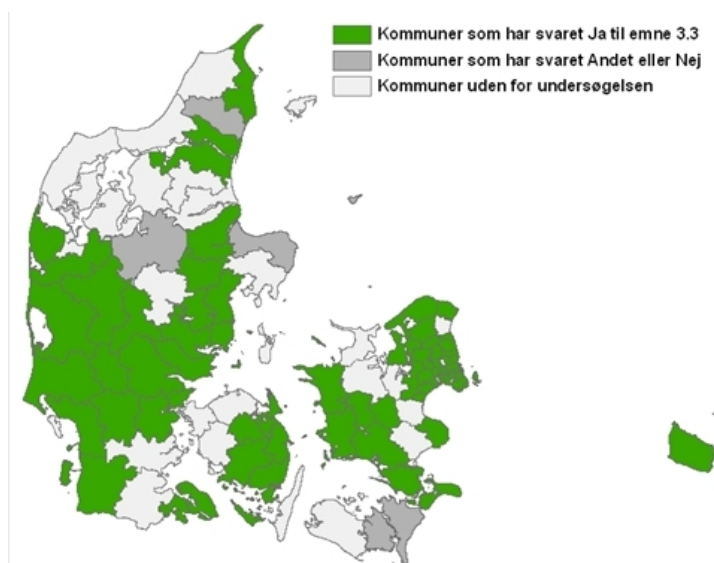 Kommuner som har svaret Ja til emne 3.3
Kommuner som har svaret Andet eller Nej
Kommuner uden for undersøgelsen